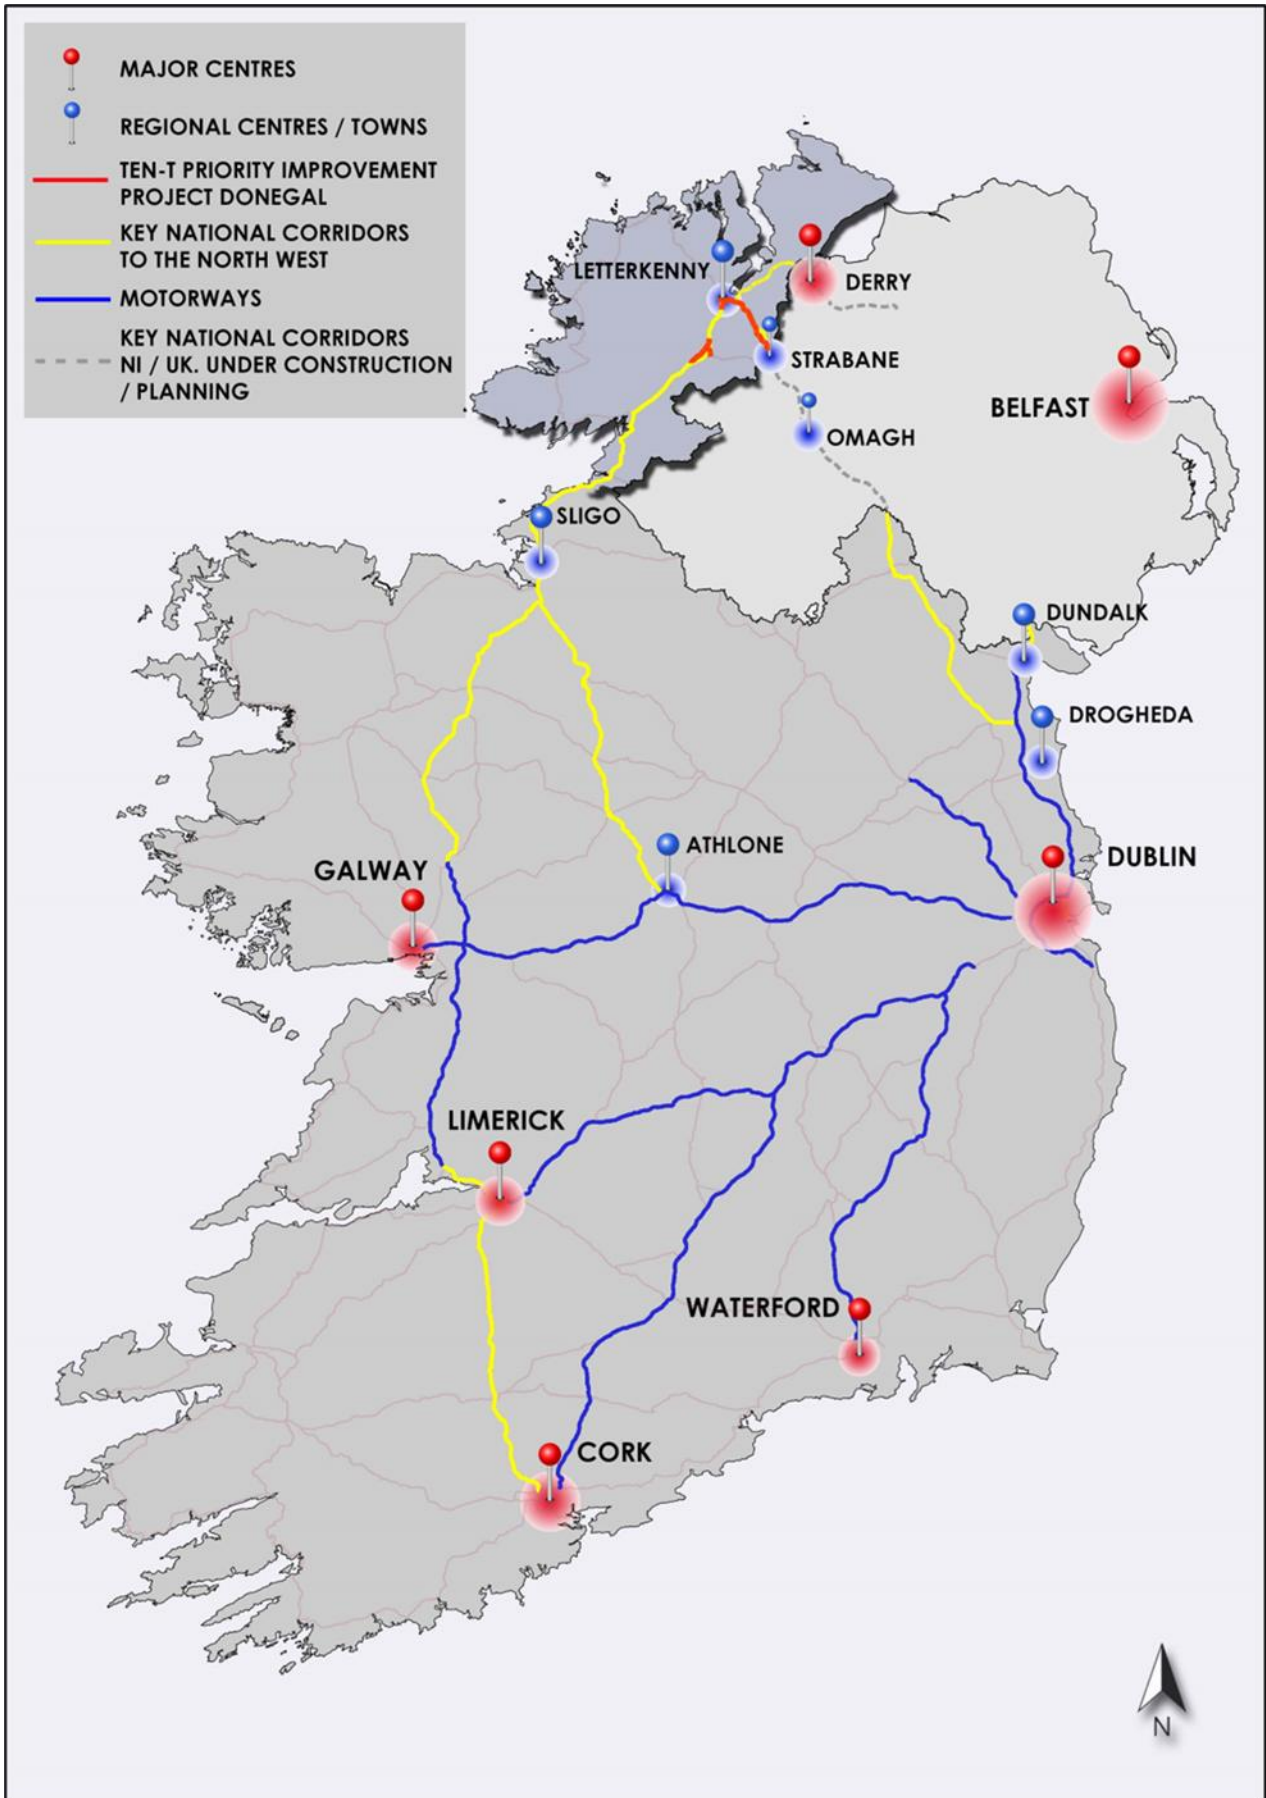 MAJOR CENTRES
REGIONAL CENTRES / TOWNS
TEN-T PRIORITY IMPROVEMENT
PROJECT DONEGAL
KEY NATIONAL CORRIDORS
TO THE NORTH WEST
MOTORWAYS
KEY NATIONAL CORRIDORS
NI / UK. UNDER CONSTRUCTION
/ PLANNING
LETTERKENNY
DERRY
STRABANE
BELFAST
OMAGH
SLIGO
DUNDALK
DROGHEDA
ATHLONE
DUBLIN
GALWAY
LIMERICK
WATERFORD
CORK
N